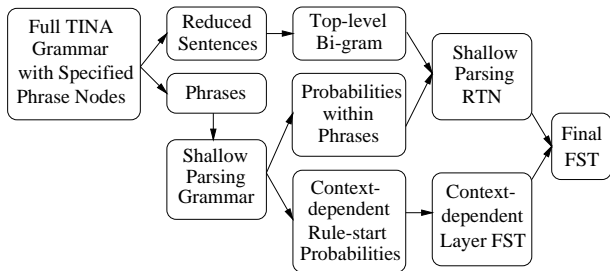 Full TINA
Grammar
with Specified
Phrase Nodes
Reduced
Sentences
Top-level
Bi-gram
Phrases
Shallow
Parsing
Grammar
Probabilities
within
Phrases
Context-
dependent
Rule-start
Probabilities
Shallow
Parsing
RTN
Context-
dependent
Layer FST
Final
FST